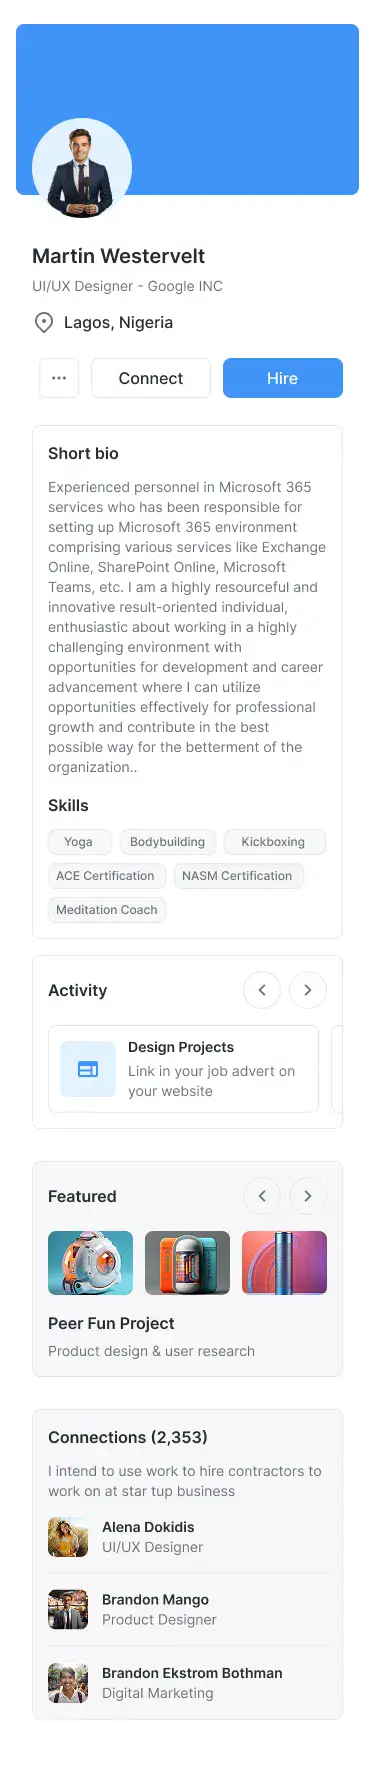 Martin Westervelt
UI/UX Designer - Google INC
Lagos, Nigeria
Connect
Hire
Short bio
Experienced personnel in Microsoft 365
services who has been responsible for
setting up Microsoft 365 environment
comprising various services like Exchange
Online, SharePoint Online, Microsoft
Teams, etc. I am a highly resourceful and
innovative result-oriented individual,
enthusiastic about working in a highly
challenging environment with
opportunities for development and career
advancement where I can utilize
opportunities effectively for professional
growth and contribute in the best
possible way for the betterment of the
organization..
Skills
Yoga Bodybuilding Kickboxing
ACE Certification NASM Certification
Meditation Coach
Activity
Design Projects
Link in your job advert on
your website
Featured
Peer Fun Project
Product design & user research
Connections (2,353)
I intend to use work to hire contractors to
work on at star tup business
Alena Dokidis
UI/UX Designer
Brandon Mango
Product Designer
Brandon Ekstrom Bothman
Digital Marketing